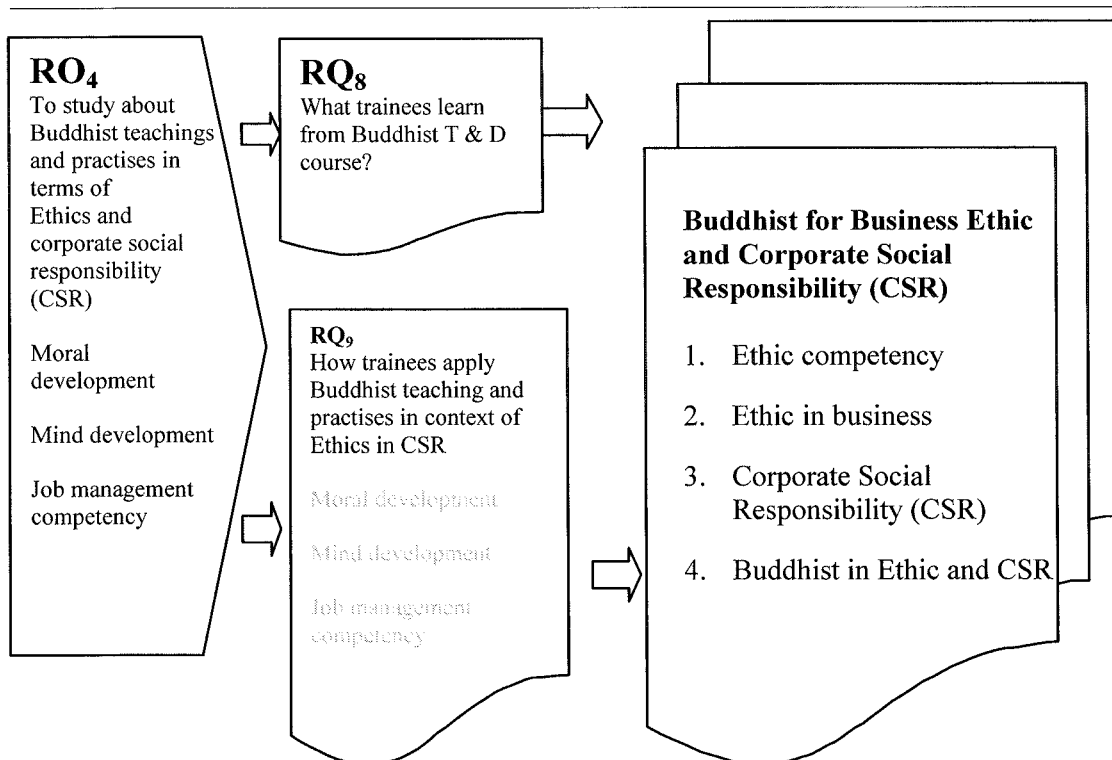 RO4
To study about
Buddhist teachings
and practises in
terms of
Ethics and
corporate social
responsibility
(CSR)
Moral
development
Mind development
Job management
competency
RQ8
What trainees learn
from Buddhist T & D
course?
RQ9
How trainees apply
Buddhist teaching and
practises in context of
Ethics in CSR
Moral development
Mind development
Job management
competency
Buddhist for Business Ethic
and Corporate Social
Responsibility (CSR)
1. Ethic competency
2. Ethic in business
3. Corporate Social
Responsibility (CSR)
4. Buddhist in Ethic and CSR